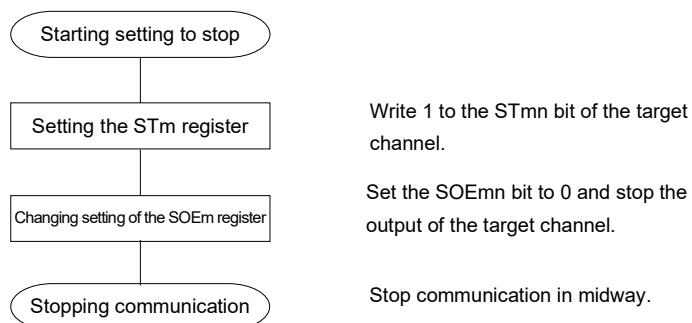 Starting setting to stop
Setting the STm register
Write 1 to the STmn bit of the target
channel.
Changing setting of the SOEm register
Set the SOEmn bit to 0 and stop the
output of the target channel.
Stopping communication
Stop communication in midway.